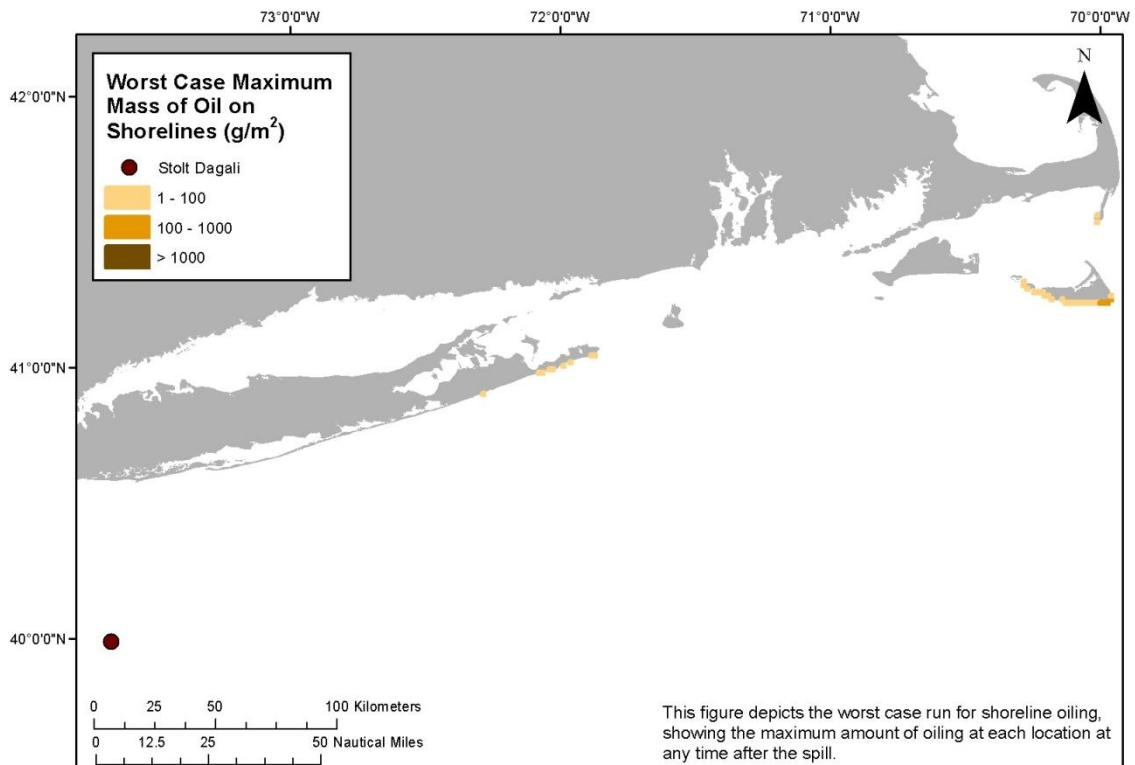 73°0'0"W 72°0'0"W 71°0'0"W 70°0'0"W
42°0'0"N
41°0'0"N
40°0'0"N
N
Worst Case Maximum
Mass of Oil on
Shorelines (g/m²)
Stolt Dagali
1 - 100
100 - 1000
> 1000
0 25 50 100 Kilometers
0 12.5 25 50 Nautical Miles
This figure depicts the worst case run for shoreline oiling,
showing the maximum amount of oiling at each location at
any time after the spill.